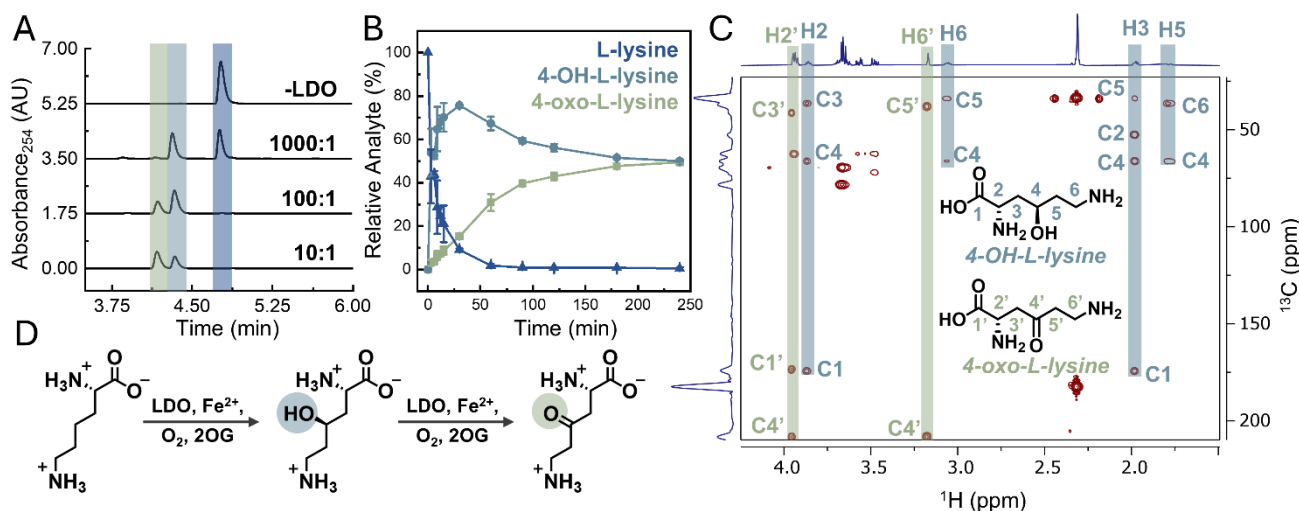 A
7.00
5.25
3.50
1.75
0.00
Absorbance₂₅₄ (AU)
-LDO
1000:1
100:1
10:1
3.75 4.50 5.25 6.00
Time (min)
B
100
80
60
40
20
0
Relative Analyte (%)
L-lysine
4-OH-L-lysine
4-oxo-L-lysine
0 50 100 150 200 250
Time (min)
C
H2’ H2 H6’ H6 H3 H5
C3’ C3 C5’ C5 C5 C6
C2
C4 C4 C4 C4
C1’ C1 C1
C4’ C4’
HO O 1 2 3 4 5 6 NH₂
NH₂ OH
4-OH-L-lysine
HO O 1’ 2’ 3’ 4’ 5’ 6’ NH₂
NH₂ O
4-oxo-L-lysine
50
100
150
200
¹³C (ppm)
4.0 3.5 3.0 2.5 2.0
¹H (ppm)
D
H₃N⁺ O O⁻
⁺NH₃
LDO, Fe²⁺,
O₂, 2OG
H₃N⁺ O O⁻
HO
⁺NH₃
LDO, Fe²⁺,
O₂, 2OG
H₃N⁺ O O⁻
O
⁺NH₃